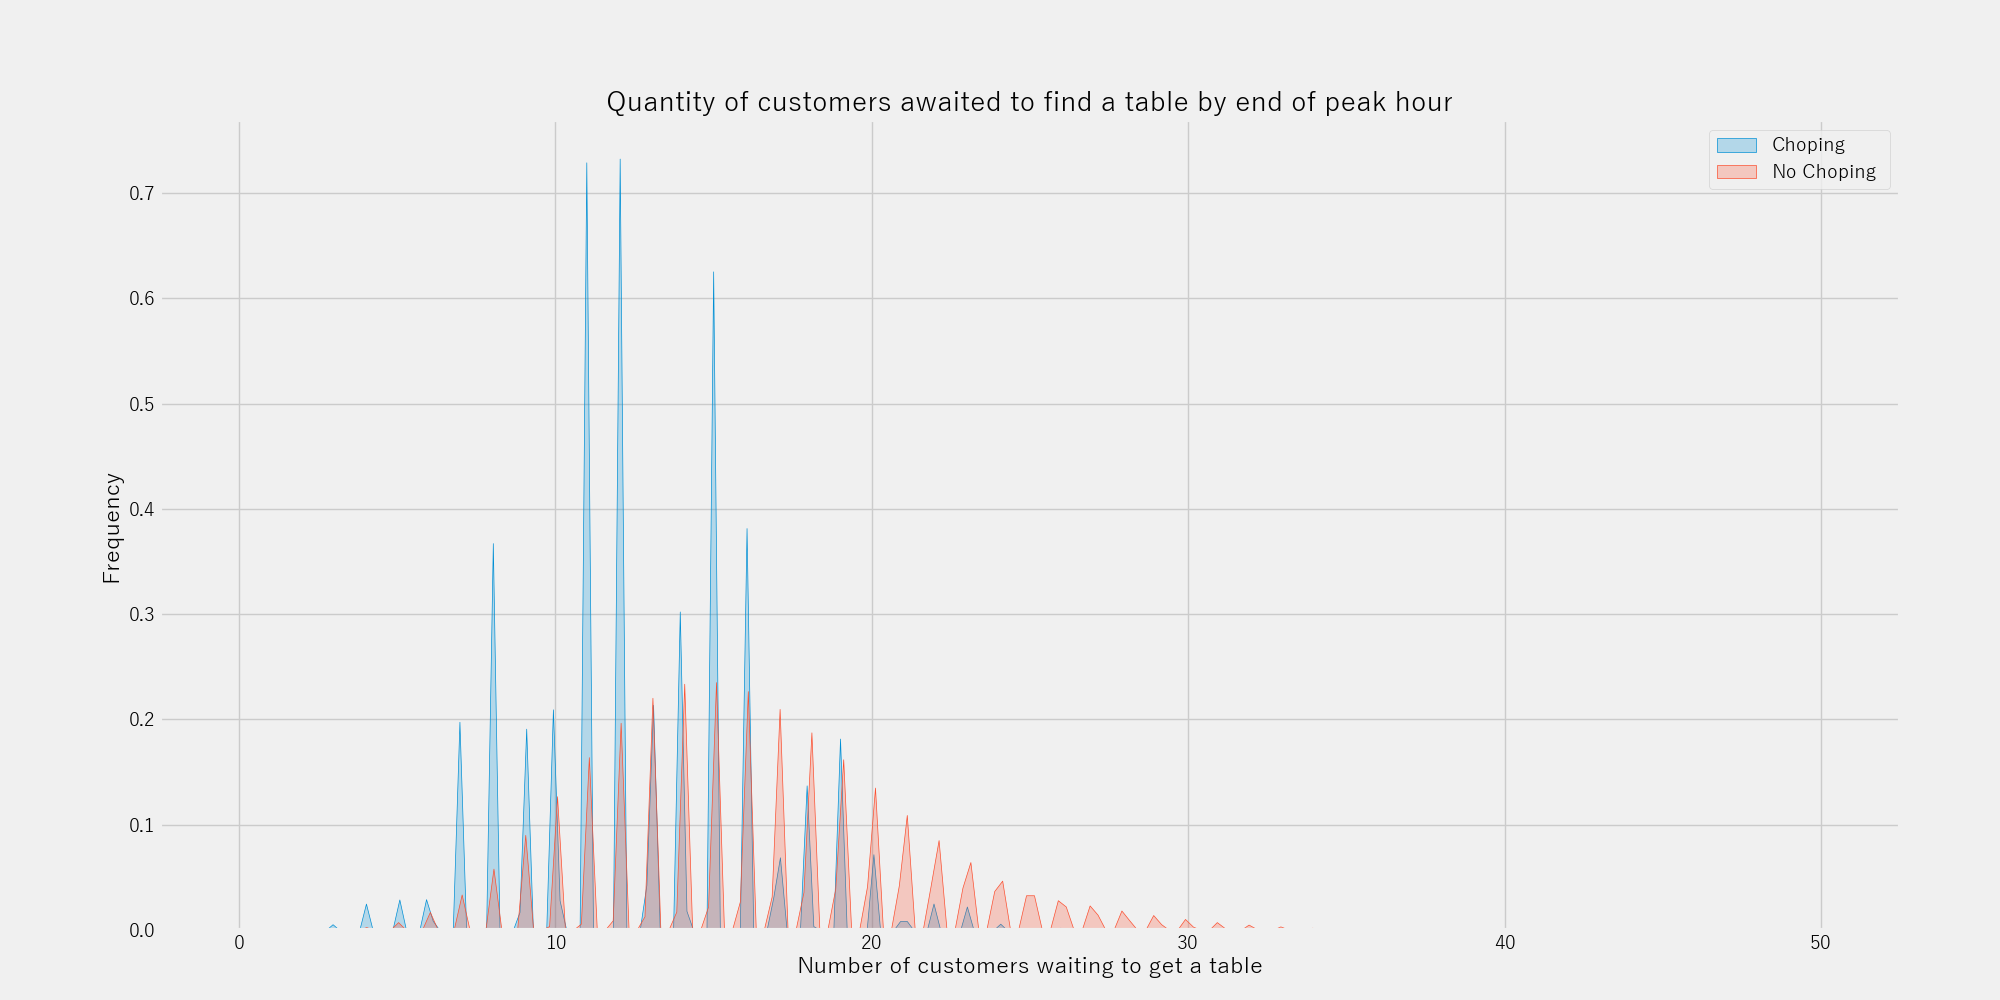 Quantity of customers awaited to find a table by end of peak hour
Choping
No Choping
Frequency
0.7
0.6
0.5
0.4
0.3
0.2
0.1
0.0
0 10 20 30 40 50
Number of customers waiting to get a table